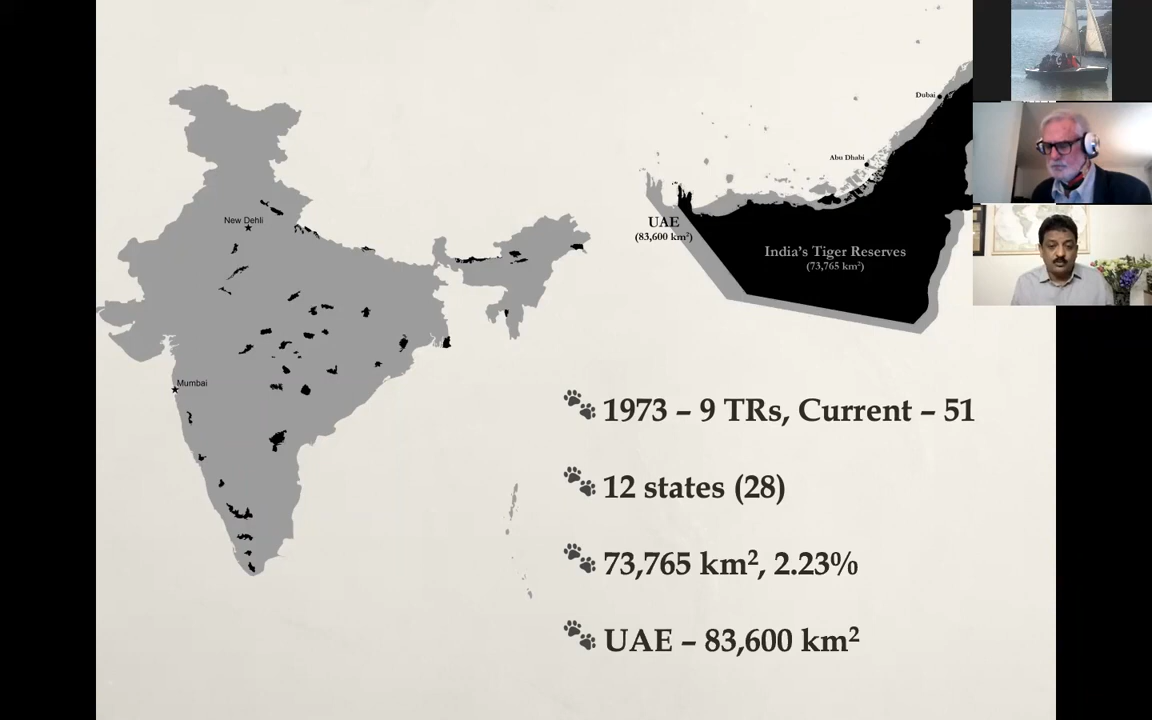 New Dehli
Mumbai
Dubai
Abu Dhabi
UAE
(83,600 km²)
India's Tiger Reserves
(73,765 km²)
1973 – 9 TRs, Current – 51
12 states (28)
73,765 km², 2.23%
UAE – 83,600 km²